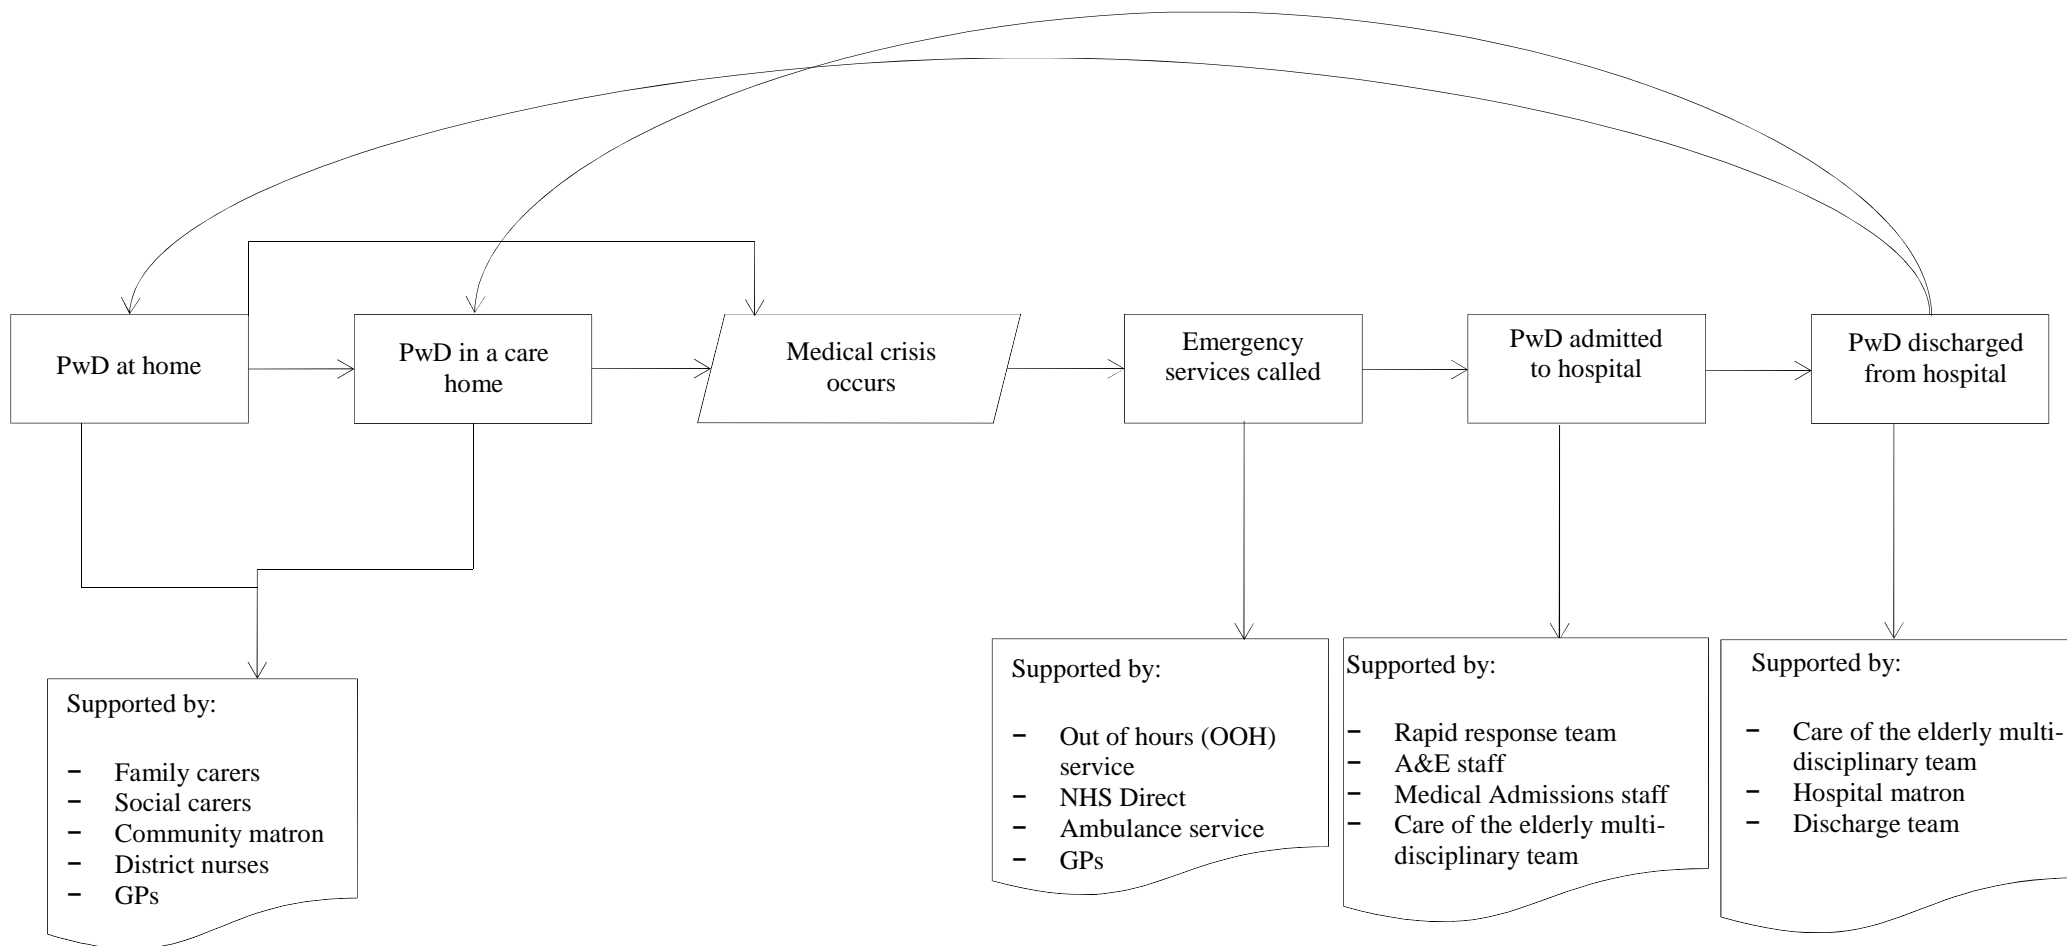 PwD at home
PwD in a care
home
Medical crisis
occurs
Emergency
services called
PwD admitted
to hospital
PwD discharged
from hospital
Supported by:
− Family carers
− Social carers
− Community matron
− District nurses
− GPs
Supported by:
− Out of hours (OOH)
service
− NHS Direct
− Ambulance service
− GPs
Supported by:
− Rapid response team
− A&E staff
− Medical Admissions staff
− Care of the elderly multi-
disciplinary team
Supported by:
− Care of the elderly multi-
disciplinary team
− Hospital matron
− Discharge team